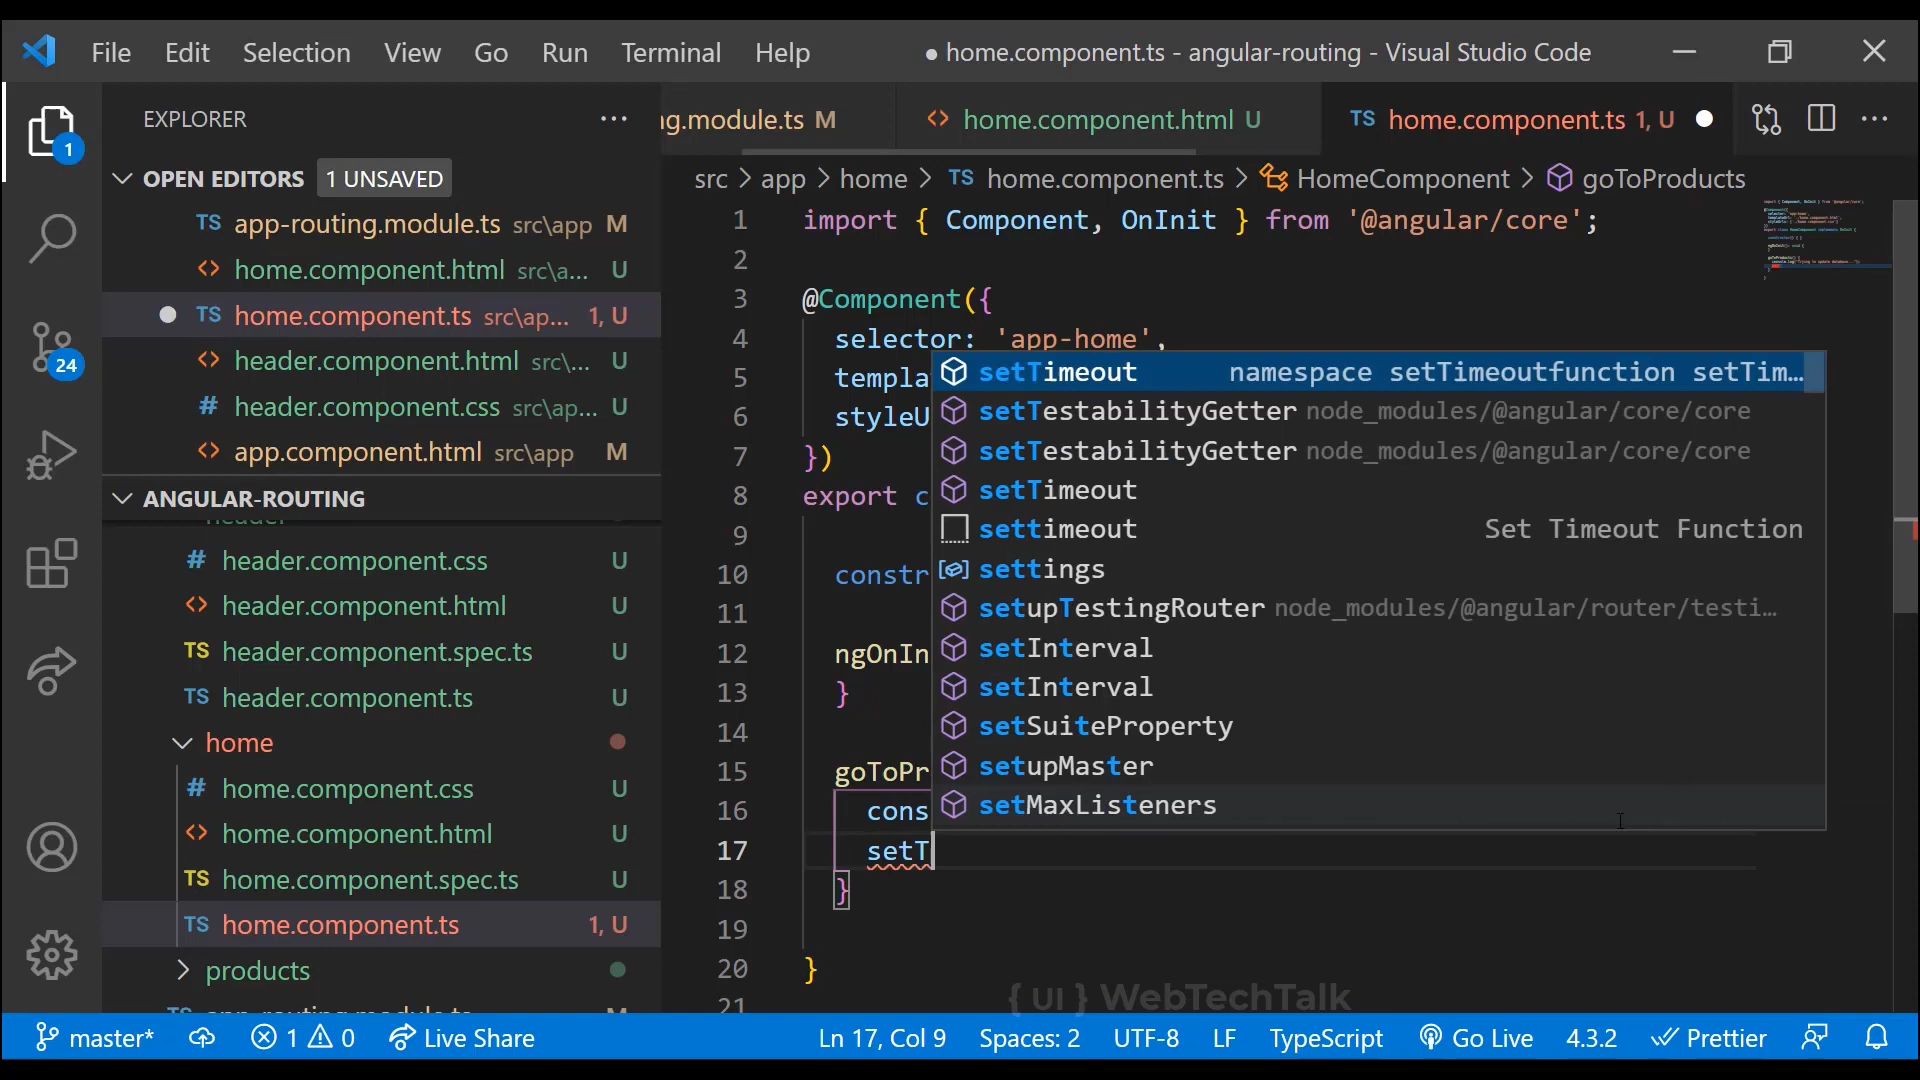 File Edit Selection View Go Run Terminal Help
● home.component.ts - angular-routing - Visual Studio Code
EXPLORER
OPEN EDITORS 1 UNSAVED
TS app-routing.module.ts src\app M
<> home.component.html src\a... U
● TS home.component.ts src\ap... 1, U
<> header.component.html src\... U
# header.component.css src\ap... U
<> app.component.html src\app M
ANGULAR-ROUTING
header
# header.component.css U
<> header.component.html U
TS header.component.spec.ts U
TS header.component.ts U
home
# home.component.css U
<> home.component.html U
TS home.component.spec.ts U
TS home.component.ts 1, U
products
TS app-routing.module.ts M
1
24
ng.module.ts M
<> home.component.html U
TS home.component.ts 1, U
src > app > home > TS home.component.ts > HomeComponent > goToProducts
1 import { Component, OnInit } from '@angular/core';
2
3 @Component({
4 selector: 'app-home',
5 templa
6 styleU
7 })
8 export c
9
10 constr
11
12 ngOnIn
13 }
14
15 goToPr
16 cons
17 setT
18 }
19
20 }
21
setTimeout namespace setTimeoutfunction setTim...
setTestabilityGetter node_modules/@angular/core/core
setTestabilityGetter node_modules/@angular/core/core
setTimeout
settimeout Set Timeout Function
settings
setupTestingRouter node_modules/@angular/router/testi...
setInterval
setInterval
setSuiteProperty
setupMaster
setMaxListeners
{ UI } WebTechTalk
master* 1 0 Live Share Ln 17, Col 9 Spaces: 2 UTF-8 LF TypeScript Go Live 4.3.2 Prettier